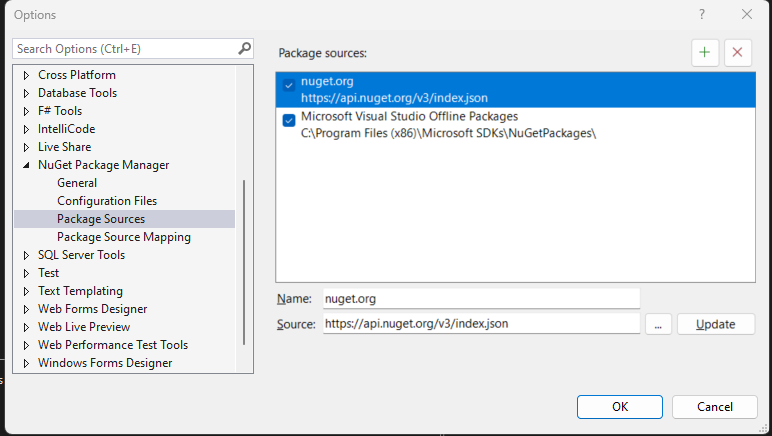 Options
?
Search Options (Ctrl+E)
Cross Platform
Database Tools
F# Tools
IntelliCode
Live Share
NuGet Package Manager
General
Configuration Files
Package Sources
Package Source Mapping
SQL Server Tools
Test
Text Templating
Web Forms Designer
Web Live Preview
Web Performance Test Tools
Windows Forms Designer
Package sources:
nuget.org
https://api.nuget.org/v3/index.json
Microsoft Visual Studio Offline Packages
C:\Program Files (x86)\Microsoft SDKs\NuGetPackages\
Name: nuget.org
Source: https://api.nuget.org/v3/index.json ... Update
OK Cancel